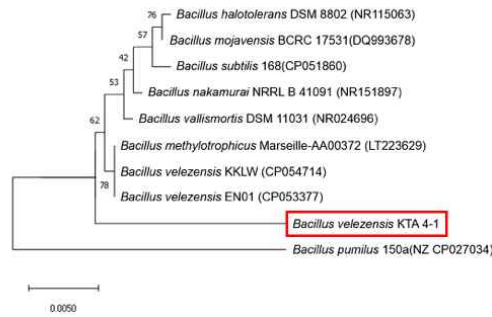 76
Bacillus halotolerans DSM 8802 (NR115063)
57
Bacillus mojavensis BCRC 17531(DQ993678)
42
Bacillus subtilis 168(CP051860)
53
Bacillus nakamurai NRRL B 41091 (NR151897)
62
Bacillus vallismortis DSM 11031 (NR024696)
Bacillus methylotrophicus Marseille-AA00372 (LT223629)
Bacillus velezensis KKLW (CP054714)
78
Bacillus velezensis EN01 (CP053377)
Bacillus velezensis KTA 4-1
Bacillus pumilus 150a(NZ CP027034)
0.0050